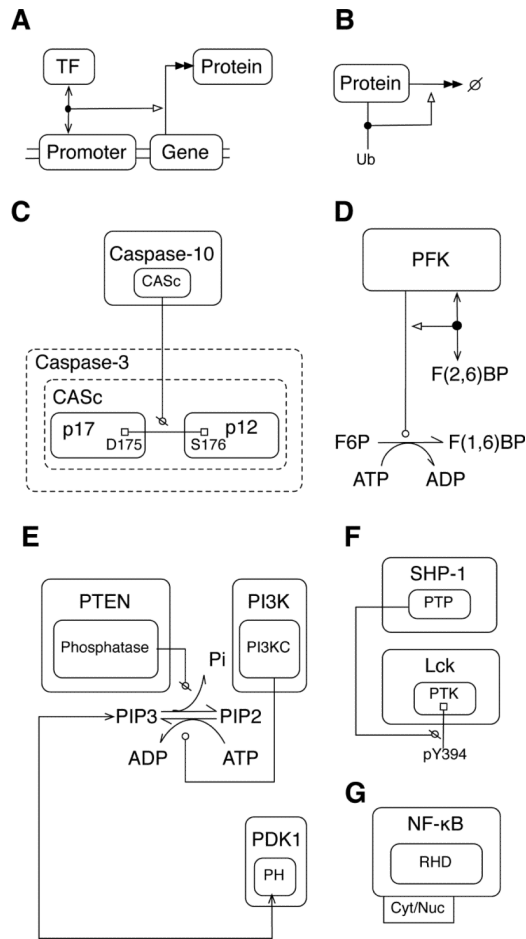 A
TF
Protein
Promoter
Gene
B
Protein
Ub
C
Caspase-10
CASc
Caspase-3
CASc
p17
p12
D175
S176
D
PFK
F(2,6)BP
F6P
F(1,6)BP
ATP
ADP
E
PTEN
Phosphatase
PI3K
PI3KC
Pi
PIP3
PIP2
ADP
ATP
PDK1
PH
F
SHP-1
PTP
Lck
PTK
pY394
G
NF-κB
RHD
Cyt/Nuc